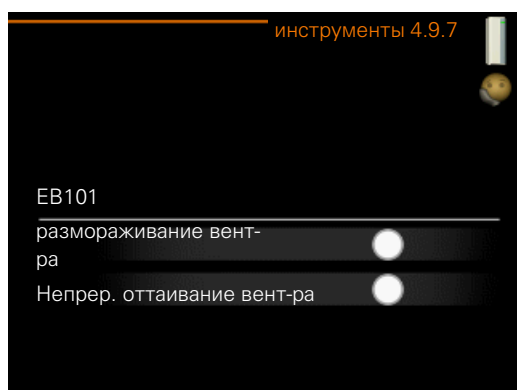 инструменты 4.9.7
EB101
размораживание вент-
ра
Непрер. оттаивание вент-ра